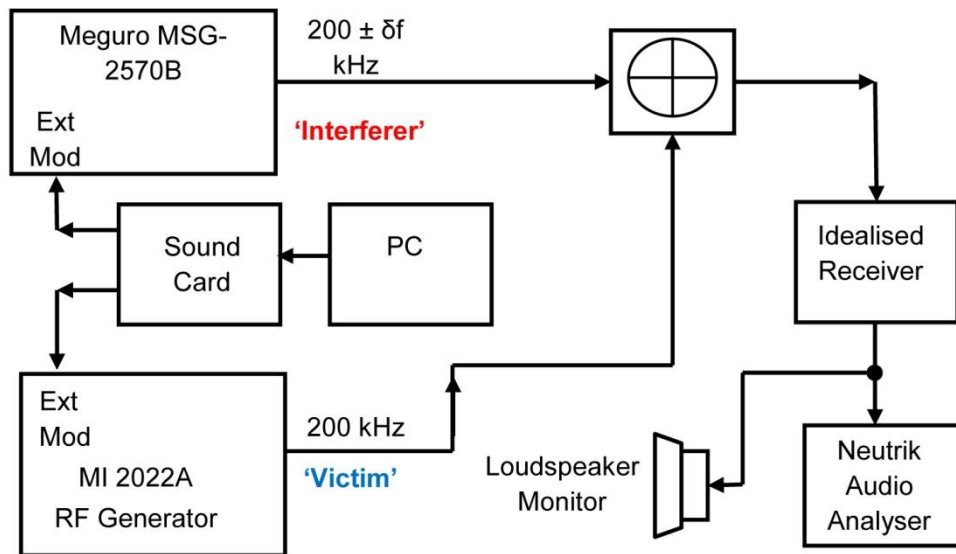 Meguro MSG-
2570B
Ext
Mod
200 ± δf
kHz
‘Interferer’
Sound
Card
PC
Idealised
Receiver
Ext
Mod
MI 2022A
RF Generator
200 kHz
‘Victim’
Loudspeaker
Monitor
Neutrik
Audio
Analyser